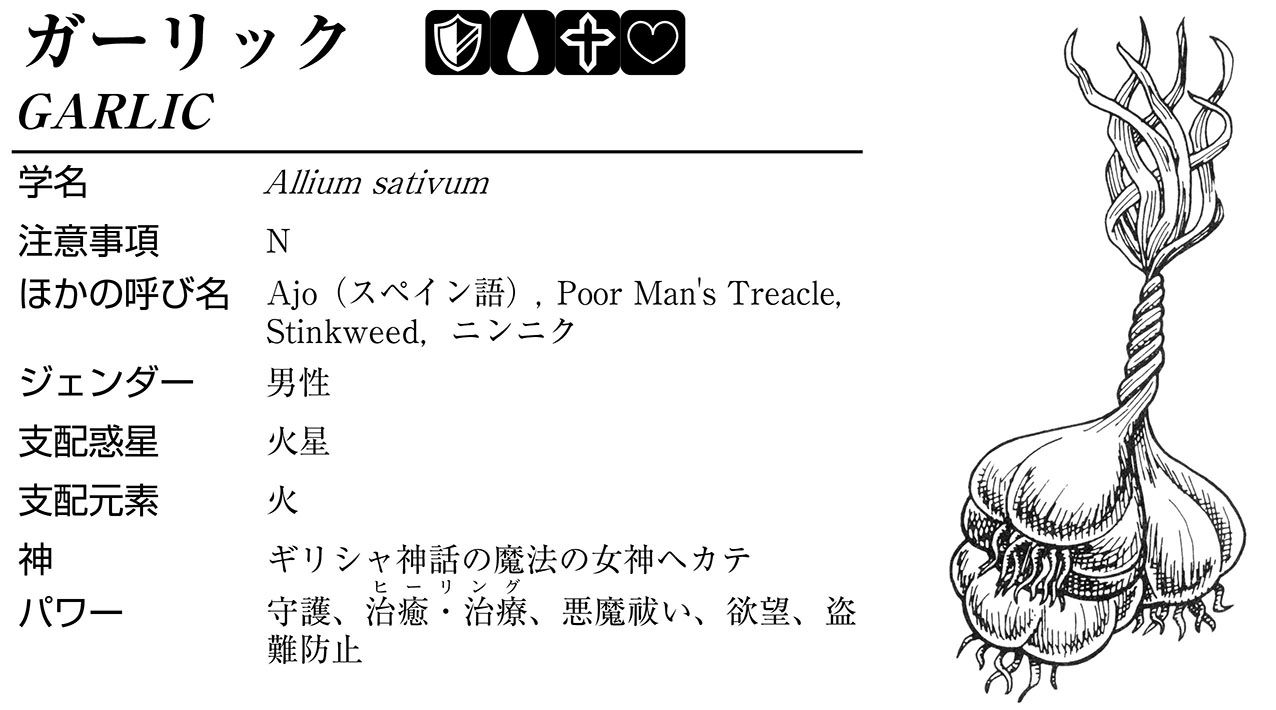 ガーリック
GARLIC
学名 Allium sativum
注意事項 N
ほかの呼び名 Ajo（スペイン語）, Poor Man's Treacle,
Stinkweed, ニンニク
ジェンダー 男性
支配惑星 火星
支配元素 火
神 ギリシャ神話の魔法の女神ヘカテ
ヒーリング
パワー 守護、治癒・治療、悪魔祓い、欲望、盗
難防止